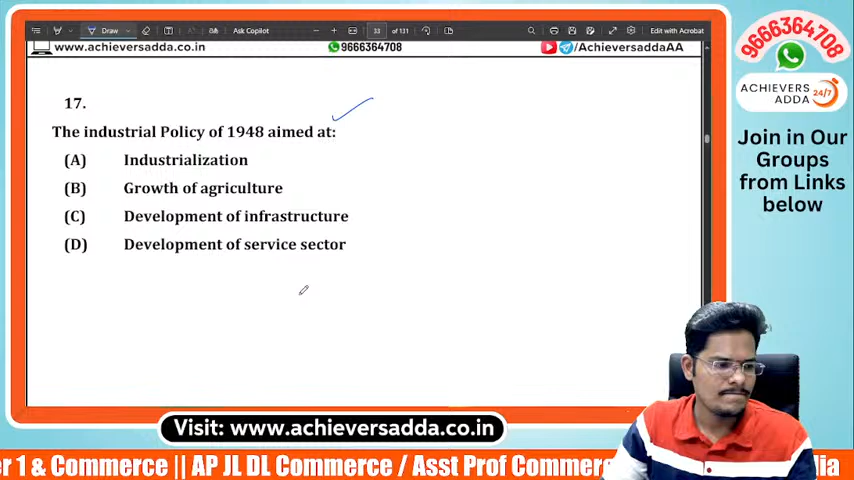 Draw
Ask Copilot
33 of 131
Edit with Acrobat
www.achieversadda.co.in 9666364708 /AchieversaddaAA
9666364708
ACHIEVERS
ADDA 24/7
Join in Our
Groups
from Links
below
17.
The industrial Policy of 1948 aimed at:
(A) Industrialization
(B) Growth of agriculture
(C) Development of infrastructure
(D) Development of service sector
Visit: www.achieversadda.co.in
er 1 & Commerce || AP JL DL Commerce / Asst Prof Commer